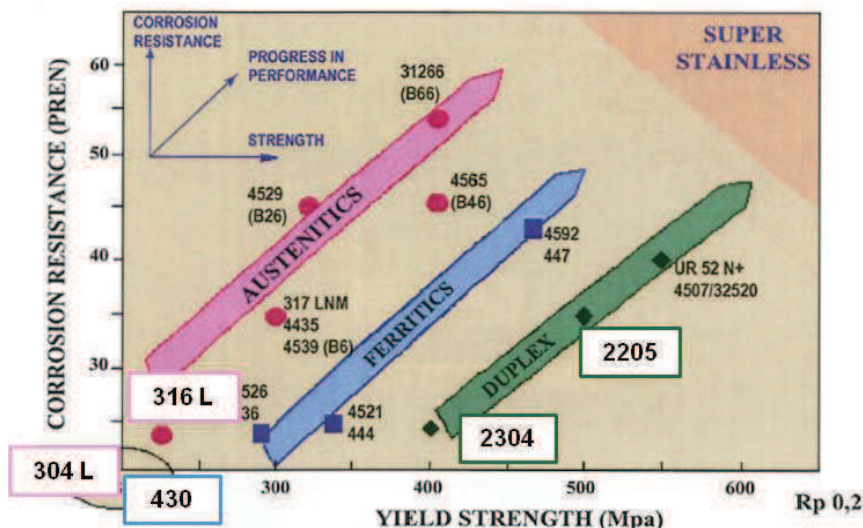 CORROSION
RESISTANCE
PROGRESS IN
PERFORMANCE
STRENGTH
SUPER
STAINLESS
CORROSION RESISTANCE (PREN)
60
50
40
30
31266
(B66)
4529
(B26)
4565
(B46)
AUSTENITICS
4592
447
317 LNM
4435
4539 (B6)
FERRITICS
UR 52 N+
4507/32520
DUPLEX
2205
316 L
526
36
4521
444
2304
304 L
430
300
400
500
600
Rp 0,2
YIELD STRENGTH (Mpa)